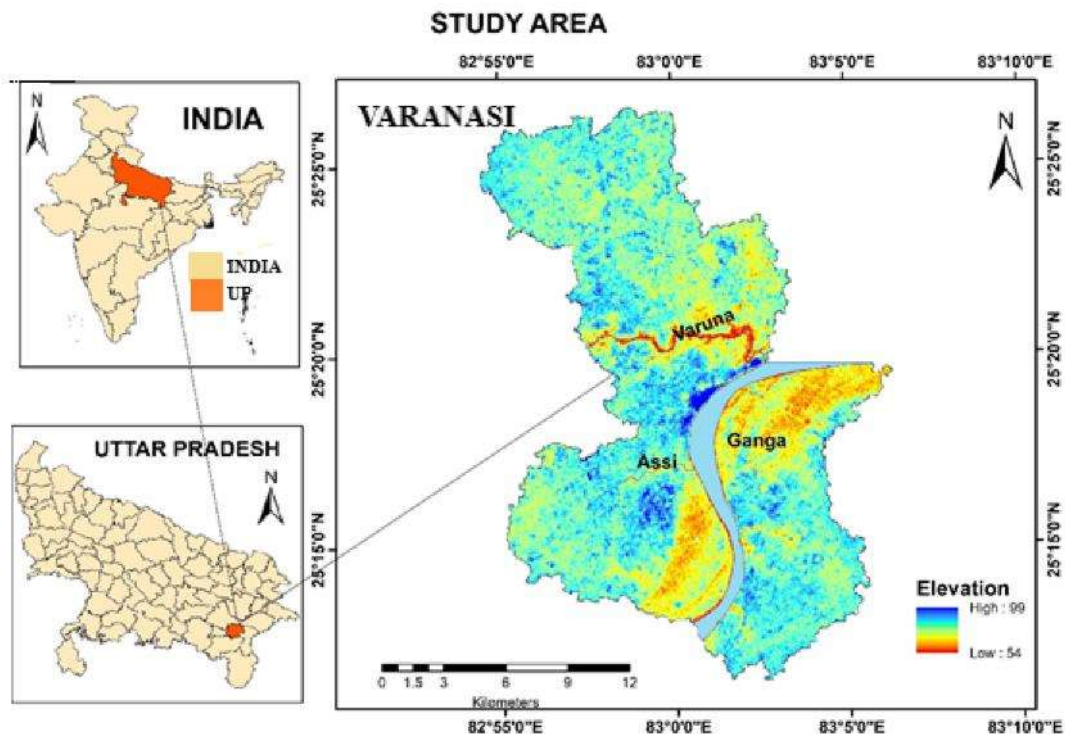 STUDY AREA
N
INDIA
INDIA
UP
UTTAR PRADESH
N
82°55'0"E 83°0'0"E 83°5'0"E 83°10'0"E
VARANASI
N
25°25'0"N 25°25'0"N
25°20'0"N 25°20'0"N
25°15'0"N 25°15'0"N
Varuna
Ganga
Assi
Elevation
High : 99
Low : 54
0 1.5 3 6 9 12
Kilometers
82°55'0"E 83°0'0"E 83°5'0"E 83°10'0"E